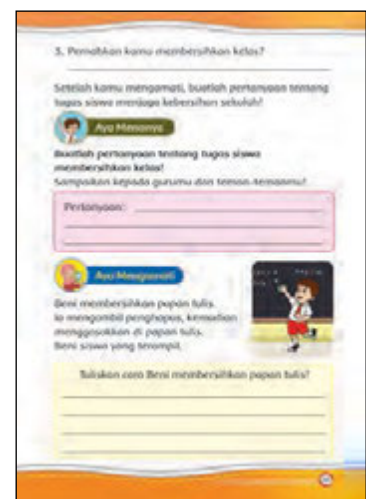 3. Pernahkan kamu membersihkan kelas?
Setelah kamu mengamati, buatlah pertanyaan tentang
tugas siswa menjaga kebersihan sekolah!
Ayo Menanya
Buatlah pertanyaan tentang tugas siswa
membersihkan kelas!
Sampaikan kepada gurumu dan teman-temanmu!
Pertanyaan:
Ayo Mengamati
Beni membersihkan papan tulis.
Ia mengambil penghapus, kemudian
menggosokkan di papan tulis.
Beni siswa yang terampil.
Tuliskan cara Beni membersihkan papan tulis!